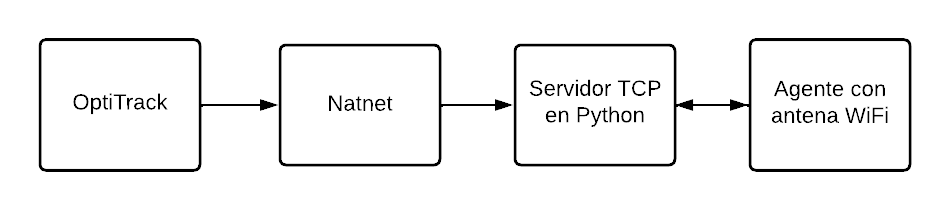 OptiTrack
Natnet
Servidor TCP
en Python
Agente con
antena WiFi